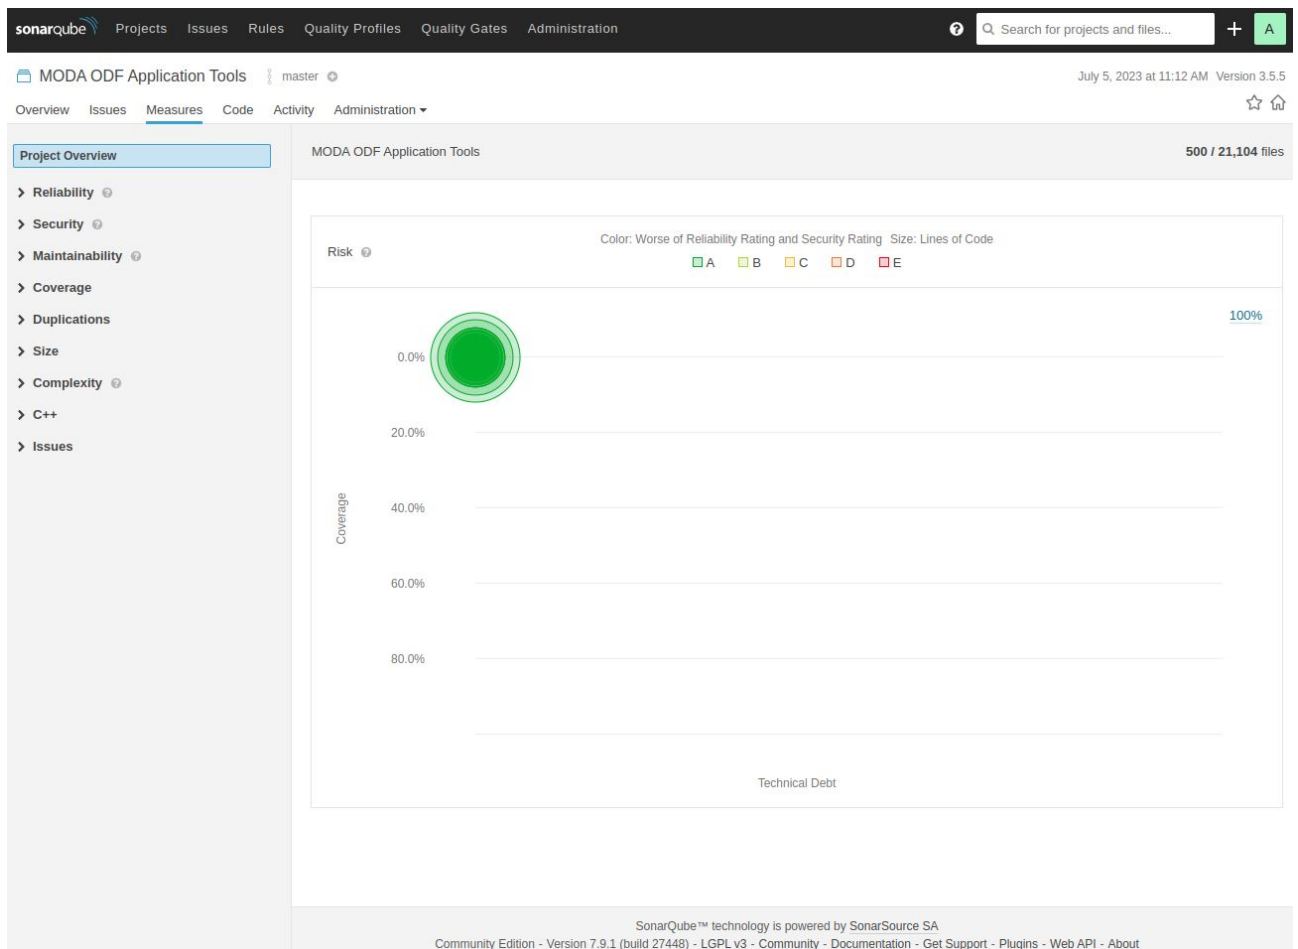 sonarqube Projects Issues Rules Quality Profiles Quality Gates Administration ? Search for projects and files... + A
MODA ODF Application Tools master July 5, 2023 at 11:12 AM Version 3.5.5
Overview Issues Measures Code Activity Administration
Project Overview
Reliability ?
Security ?
Maintainability ?
Coverage
Duplications
Size
Complexity ?
C++
Issues
MODA ODF Application Tools 500 / 21,104 files
Risk ? Color: Worse of Reliability Rating and Security Rating Size: Lines of Code
A B C D E
100%
0.0%
20.0%
40.0%
60.0%
80.0%
Coverage
Technical Debt
SonarQube™ technology is powered by SonarSource SA
Community Edition - Version 7.9.1 (build 27448) - LGPL v3 - Community - Documentation - Get Support - Plugins - Web API - About